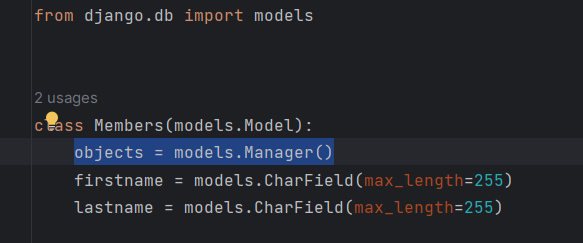 from django.db import models
2 usages
class Members(models.Model):
    objects = models.Manager()
    firstname = models.CharField(max_length=255)
    lastname = models.CharField(max_length=255)